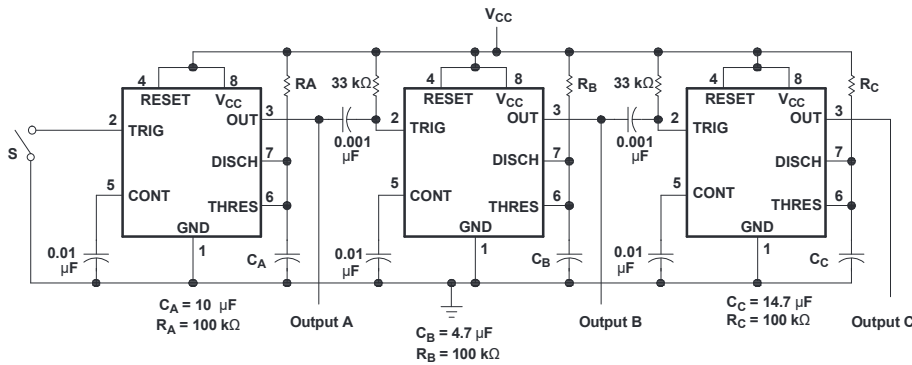 VCC
4
8
RESET
VCC
RA
33 kΩ
2
TRIG
OUT
3
0.001
µF
S
DISCH
7
5
CONT
THRES
6
GND
1
0.01
µF
CA
CA = 10 µF
RA = 100 kΩ
Output A
4
8
RESET
VCC
RB
33 kΩ
2
TRIG
OUT
3
0.001
µF
DISCH
7
5
CONT
THRES
6
GND
1
0.01
µF
CB
CB = 4.7 µF
RB = 100 kΩ
Output B
4
8
RESET
VCC
RC
2
TRIG
OUT
3
DISCH
7
5
CONT
THRES
6
GND
1
0.01
µF
CC
CC = 14.7 µF
RC = 100 kΩ
Output C